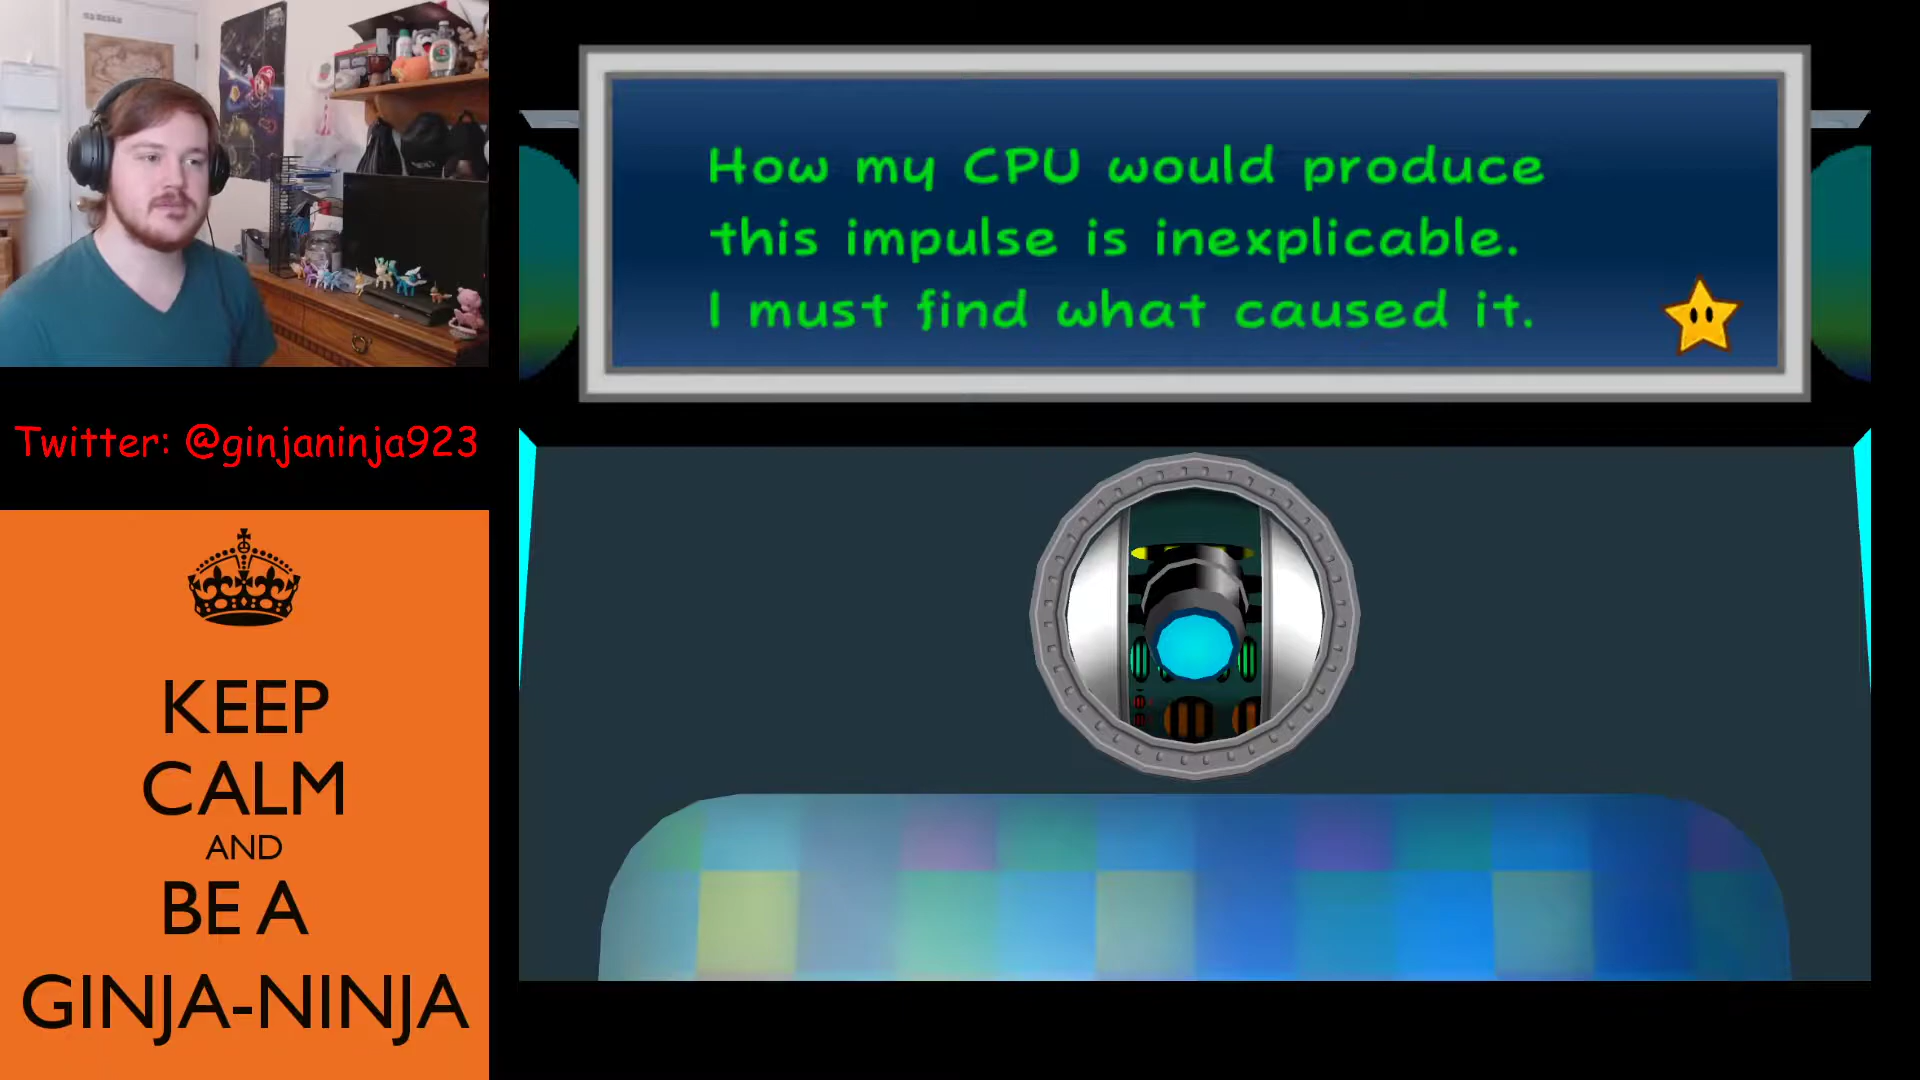 How my CPU would produce
this impulse is inexplicable.
I must find what caused it.
Twitter: @ginjaninja923
KEEP
CALM
AND
BE A
GINJA-NINJA